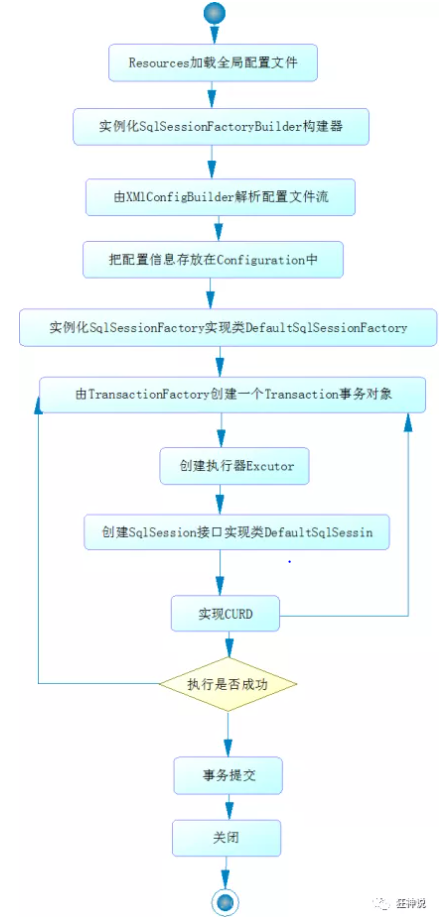 Resources加载全局配置文件
实例化SqlSessionFactoryBuilder构建器
由XMlConfigBuilder解析配置文件流
把配置信息存放在Configuration中
实例化SqlSessionFactory实现类DefaultSqlSessionFactory
由TransactionFactory创建一个Transaction事务对象
创建执行器Excutor
创建SqlSession接口实现类DefaultSqlSessin
实现CURD
执行是否成功
事务提交
关闭
狂神说